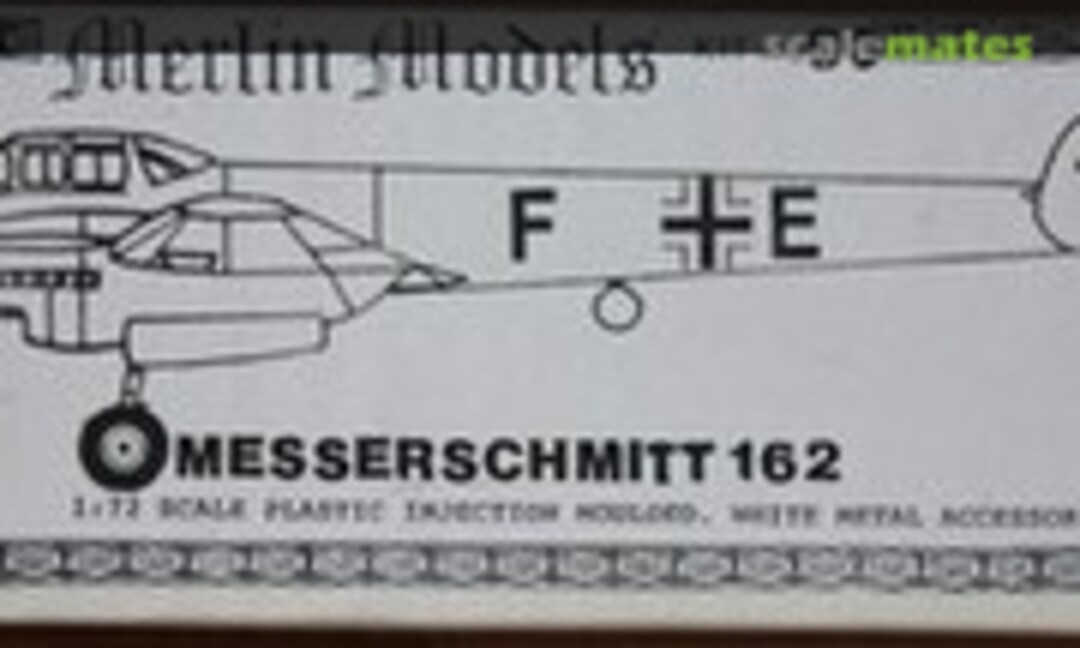 scalemates
Merlin Models
F E
MESSERSCHMITT 162
1:72 SCALE PLASTIC INJECTION MOULDED. WHITE METAL ACCESSOR